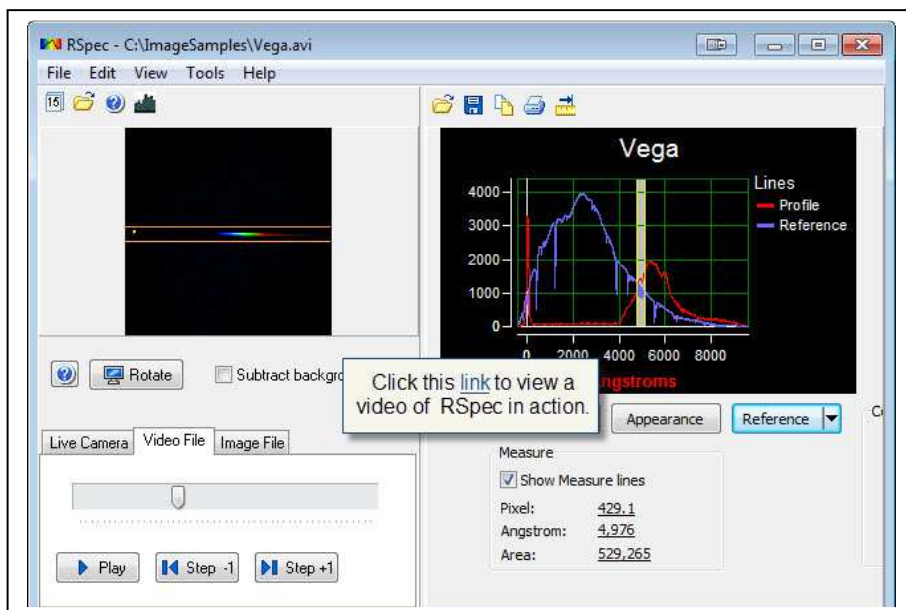 RSpec - C:\ImageSamples\Vega.avi
File Edit View Tools Help
15
Vega
4000
3000
2000
1000
0
0 2000 4000 6000 8000
Angstroms
Lines
Profile
Reference
Rotate
Subtract
Click this link to view a
video of RSpec in action.
Appearance
Reference
Live Camera
Video File
Image File
Measure
Show Measure lines
Pixel: 429.1
Angstrom: 4,976
Area: 529,265
Play
Step -1
Step +1